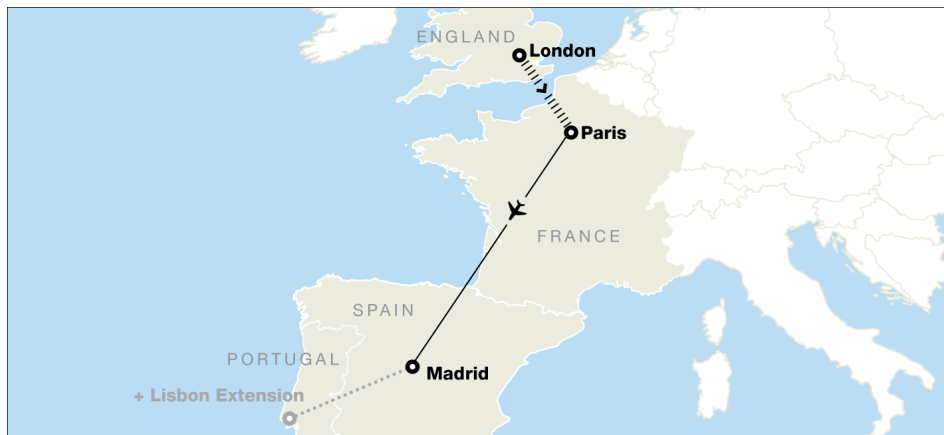 ENGLAND
London
Paris
FRANCE
SPAIN
PORTUGAL
Madrid
+ Lisbon Extension